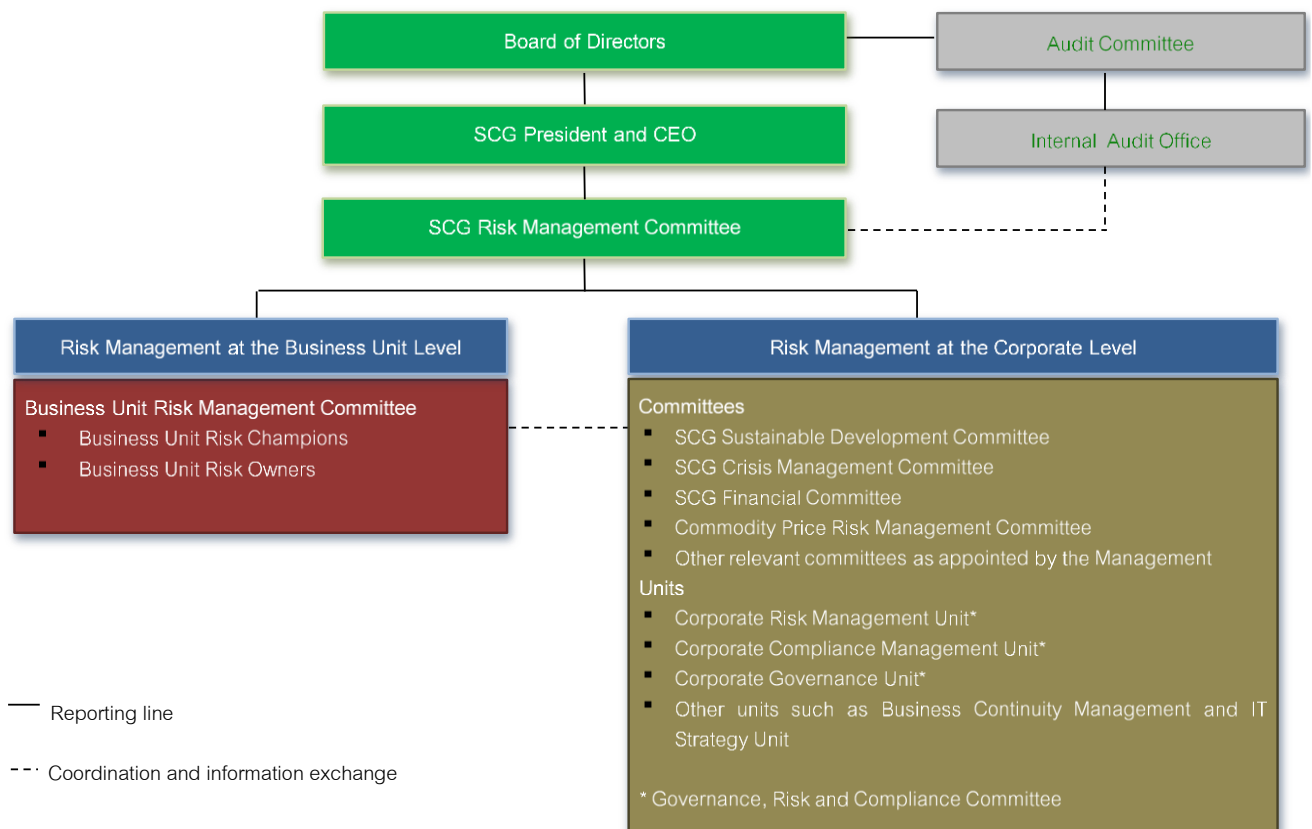 Board of Directors
Audit Committee
SCG President and CEO
Internal Audit Office
SCG Risk Management Committee
Risk Management at the Business Unit Level
Business Unit Risk Management Committee
▪ Business Unit Risk Champions
▪ Business Unit Risk Owners
Risk Management at the Corporate Level
Committees
▪ SCG Sustainable Development Committee
▪ SCG Crisis Management Committee
▪ SCG Financial Committee
▪ Commodity Price Risk Management Committee
▪ Other relevant committees as appointed by the Management
Units
▪ Corporate Risk Management Unit*
▪ Corporate Compliance Management Unit*
▪ Corporate Governance Unit*
▪ Other units such as Business Continuity Management and IT
Strategy Unit
* Governance, Risk and Compliance Committee
Reporting line
Coordination and information exchange